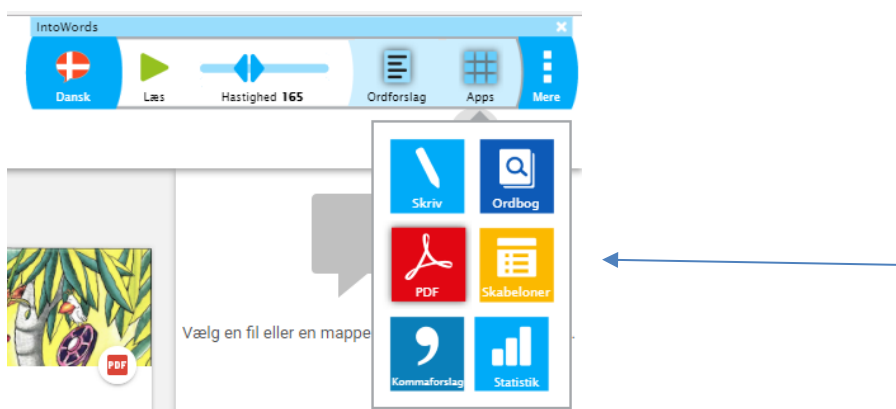 IntoWords
Dansk
Læs
Hastighed 165
Ordforslag
Apps
Mere
Skriv
Ordbog
PDF
Skabeloner
Kommaforslag
Statistik
Vælg en fil eller en mappe
PDF